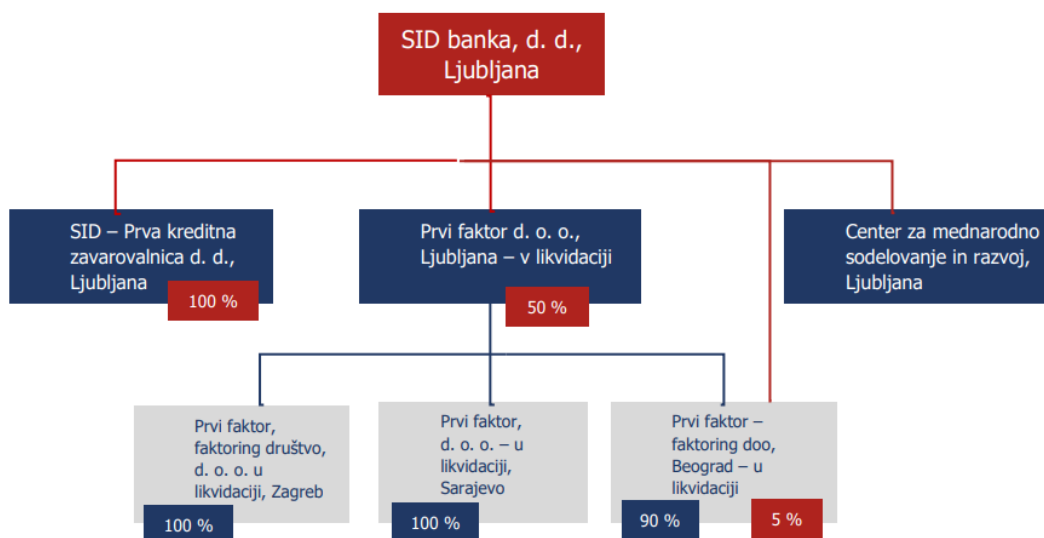 SID banka, d. d.,
Ljubljana
SID – Prva kreditna
zavarovalnica d. d.,
Ljubljana
100 %
Prvi faktor d. o. o.,
Ljubljana – v likvidaciji
50 %
Center za mednarodno
sodelovanje in razvoj,
Ljubljana
Prvi faktor,
faktoring društvo,
d. o. o. u
likvidaciji, Zagreb
100 %
Prvi faktor,
d. o. o. – u
likvidaciji,
Sarajevo
100 %
Prvi faktor –
faktoring doo,
Beograd – u
likvidaciji
90 %
5 %